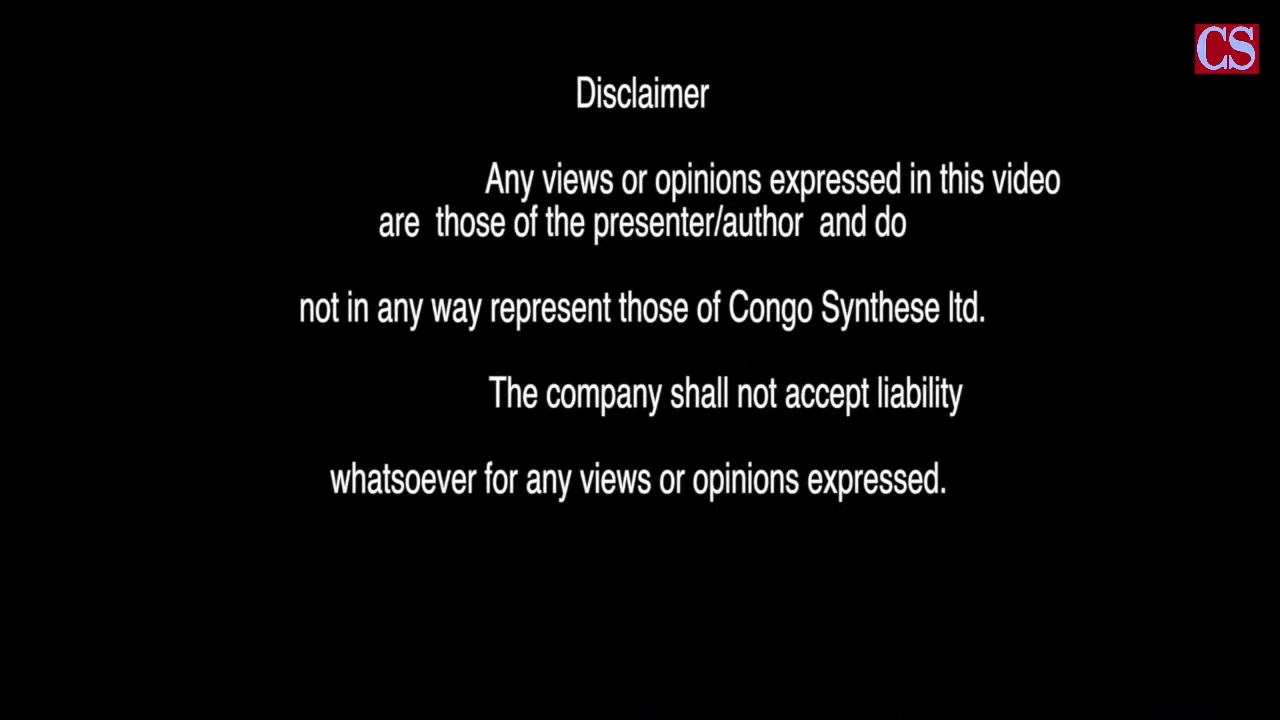 CS
Disclaimer
Any views or opinions expressed in this video
are those of the presenter/author and do
not in any way represent those of Congo Synthese ltd.
The company shall not accept liability
whatsoever for any views or opinions expressed.